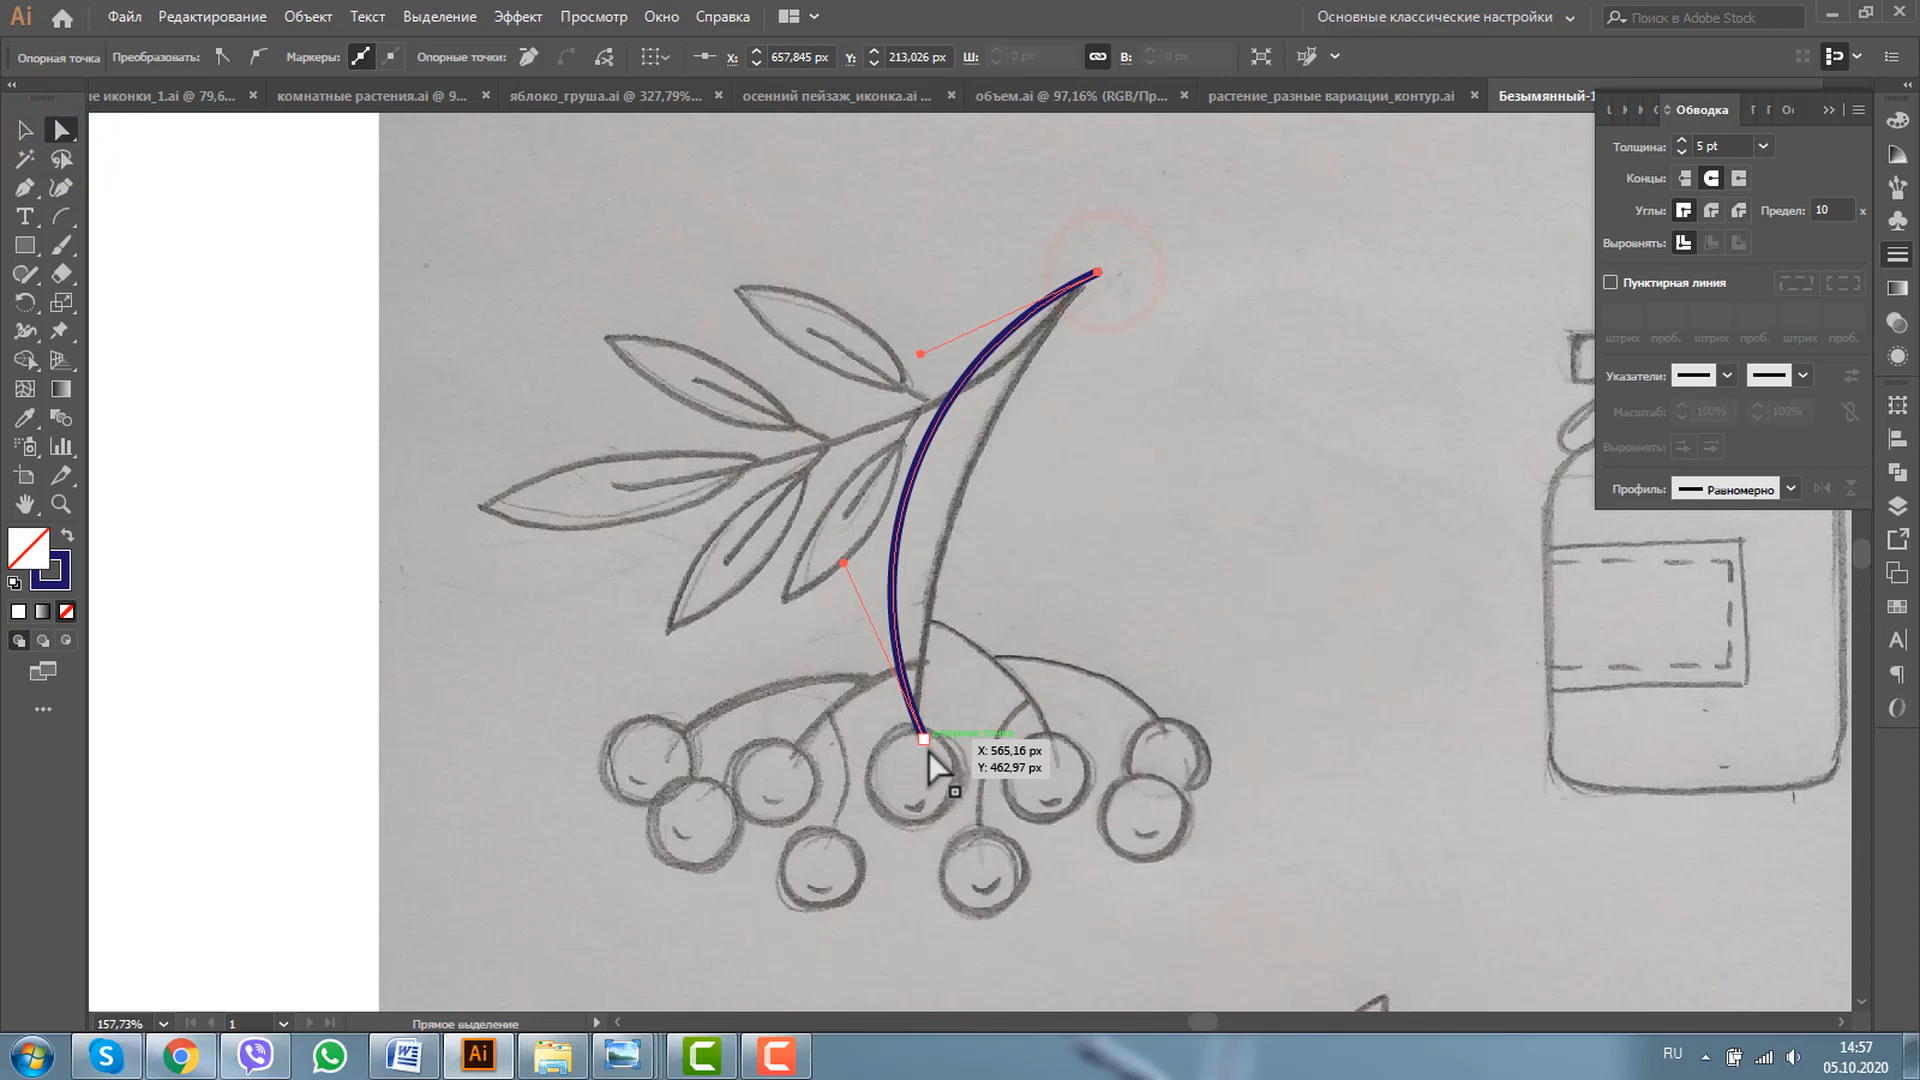 Ai Файл Редактирование Объект Текст Выделение Эффект Просмотр Окно Справка Основные классические настройки Поиск в Adobe Stock
Опорная точка Преобразовать: Маркеры: Опорные точки: X: 657,845 px Y: 213,026 px Ш: 0 px В: 0 px
ые иконки_1.ai @ 79,6... комнатные растения.ai @ 9... яблоко_груша.ai @ 327,79%... осенний пейзаж_иконка.ai ... объем.ai @ 97,16% (RGB/Пр... растение_разные вариации_контур.ai Безымянный-1
Обводка
Толщина: 5 pt
Концы:
Углы: Предел: 10 x
Выровнять:
Пунктирная линия
штрих проб. штрих проб. штрих проб.
Указатели:
Масштаб: 100% 100%
Выровнять:
Профиль: Равномерно
X: 565,16 px
Y: 462,97 px
157,73% 1 Прямое выделение
RU 14:57
05.10.2020